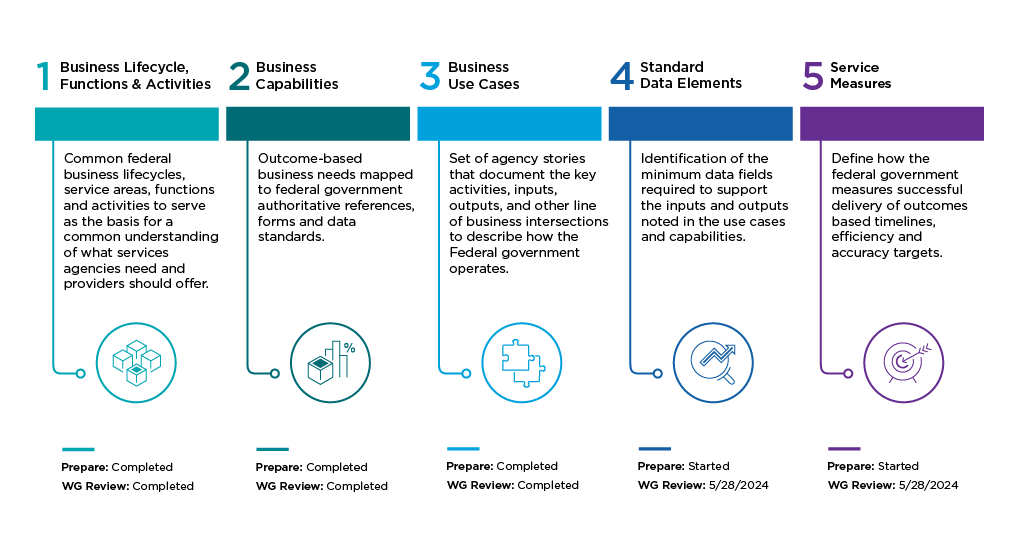 1
Business Lifecycle,
Functions & Activities
Common federal
business lifecycles,
service areas, functions
and activities to serve
as the basis for a
common understanding
of what services
agencies need and
providers should offer.
Prepare: Completed
WG Review: Completed
2
Business
Capabilities
Outcome-based
business needs mapped
to federal government
authoritative references,
forms and data
standards.
%
Prepare: Completed
WG Review: Completed
3
Business
Use Cases
Set of agency stories
that document the key
activities, inputs,
outputs, and other line
of business intersections
to describe how the
Federal government
operates.
Prepare: Completed
WG Review: Completed
4
Standard
Data Elements
Identification of the
minimum data fields
required to support
the inputs and outputs
noted in the use cases
and capabilities.
Prepare: Started
WG Review: 5/28/2024
5
Service
Measures
Define how the
federal government
measures successful
delivery of outcomes
based timelines,
efficiency and
accuracy targets.
Prepare: Started
WG Review: 5/28/2024